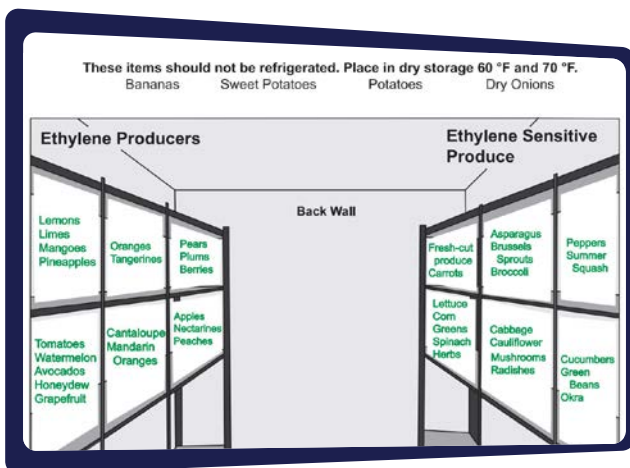 These items should not be refrigerated. Place in dry storage 60 °F and 70 °F.
Bananas Sweet Potatoes Potatoes Dry Onions
Ethylene Producers
Ethylene Sensitive
Produce
Back Wall
Lemons
Limes
Mangoes
Pineapples
Oranges
Tangerines
Pears
Plums
Berries
Tomatoes
Watermelon
Avocados
Honeydew
Grapefruit
Cantaloupe
Mandarin
Oranges
Apples
Nectarines
Peaches
Fresh-cut
produce
Carrots
Asparagus
Brussels
Sprouts
Broccoli
Peppers
Summer
Squash
Lettuce
Corn
Greens
Spinach
Herbs
Cabbage
Cauliflower
Mushrooms
Radishes
Cucumbers
Green
Beans
Okra